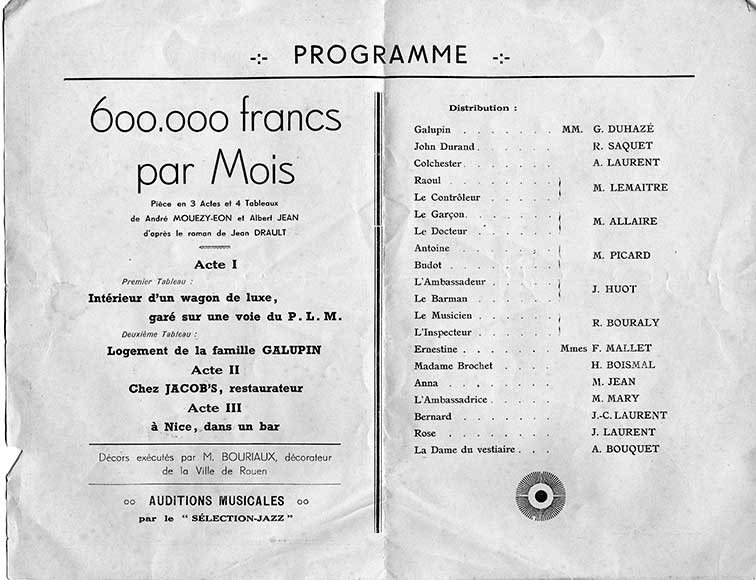 -:- PROGRAMME -:-
600.000 francs
par Mois
Pièce en 3 Actes et 4 Tableaux
de André MOUEZY-EON et Albert JEAN
d'après le roman de Jean DRAULT
Acte I
Premier Tableau :
Intérieur d'un wagon de luxe,
garé sur une voie du P. L. M.
Deuxième Tableau :
Logement de la famille GALUPIN
Acte II
Chez JACOB'S, restaurateur
Acte III
à Nice, dans un bar
Décors exécutés par M. BOURIAUX, décorateur
de la Ville de Rouen
AUDITIONS MUSICALES
par le " SÉLECTION-JAZZ "
Distribution :
Galupin . . . . . . . MM. G. DUHAZÉ
John Durand . . . . . . R. SAQUET
Colchester . . . . . . . A. LAURENT
Raoul . . . . . . .
Le Contrôleur . . . . .
M. LEMAITRE
Le Garçon . . . . . .
Le Docteur . . . . . .
M. ALLAIRE
Antoine . . . . . .
Budot . . . . . . .
M. PICARD
L'Ambassadeur . . . . .
Le Barman . . . . . .
J. HUOT
Le Musicien . . . . .
L'Inspecteur . . . . .
R. BOURALY
Ernestine . . . . . . . Mmes F. MALLET
Madame Brochet . . . . . H. BOISMAL
Anna . . . . . . . M. JEAN
L'Ambassadrice . . . . . M. MARY
Bernard . . . . . . . J.-C. LAURENT
Rose . . . . . . . J. LAURENT
La Dame du vestiaire . . . A. BOUQUET